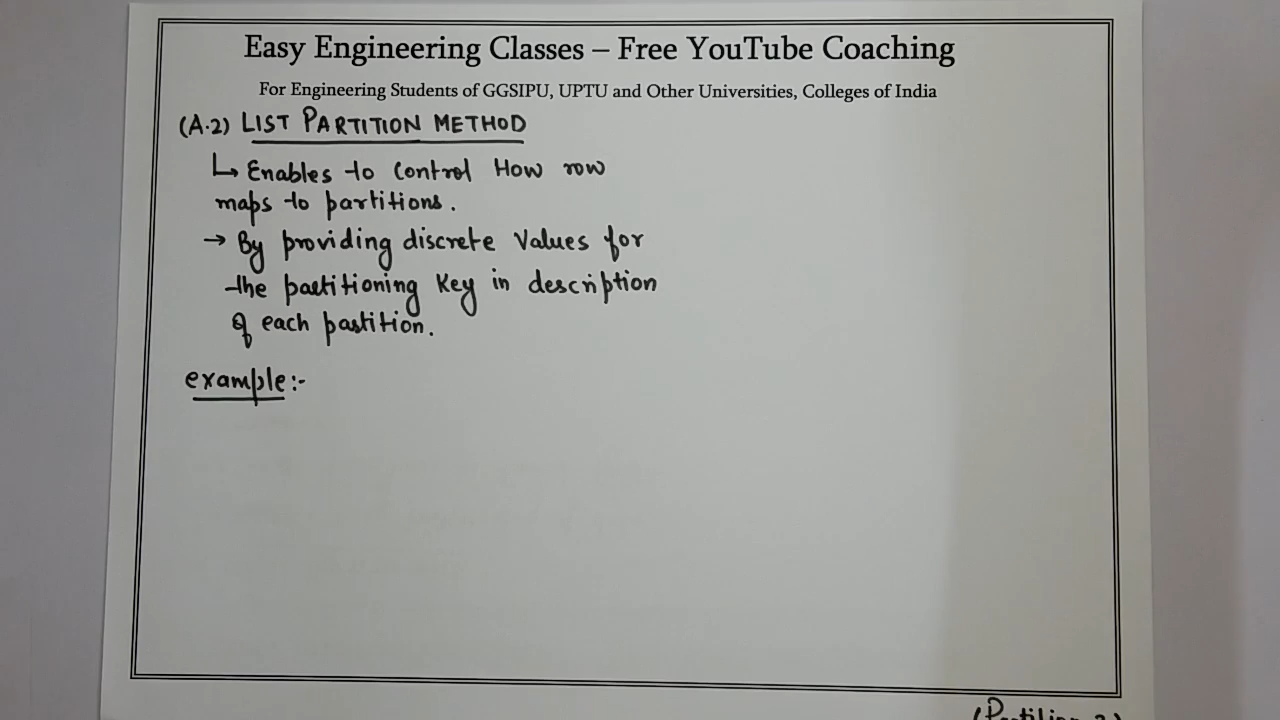 Easy Engineering Classes – Free YouTube Coaching
For Engineering Students of GGSIPU, UPTU and Other Universities, Colleges of India
(A.2) LIST PARTITION METHOD
↳ Enables to control How row
maps to partitions.
→ By providing discrete values for
the partitioning key in description
of each partition.
example:-